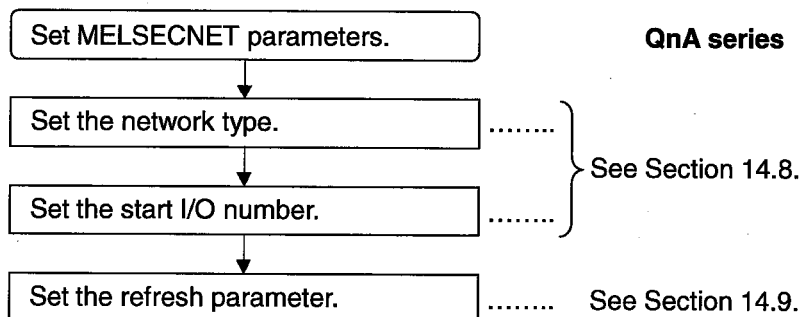 Set MELSECNET parameters.
QnA series
Set the network type. ........
See Section 14.8.
Set the start I/O number. ........
Set the refresh parameter. ........ See Section 14.9.